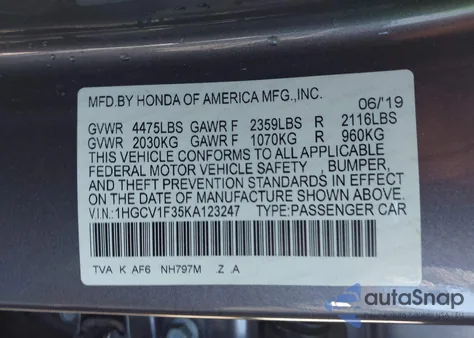 MFD.BY HONDA OF AMERICA MFG.,INC.
06/'19
GVWR 4475LBS GAWR F 2359LBS R 2116LBS
GVWR 2030KG GAWR F 1070KG R 960KG
THIS VEHICLE CONFORMS TO ALL APPLICABLE
FEDERAL MOTOR VEHICLE SAFETY , BUMPER,
AND THEFT PREVENTION STANDARDS IN
EFFECT ON THE DATE OF MANUFACTURE SHOWN ABOVE.
V.I.N.:1HGCV1F35KA123247 TYPE:PASSENGER CAR
TVA K AF6 NH797M .Z .A
autoSnap